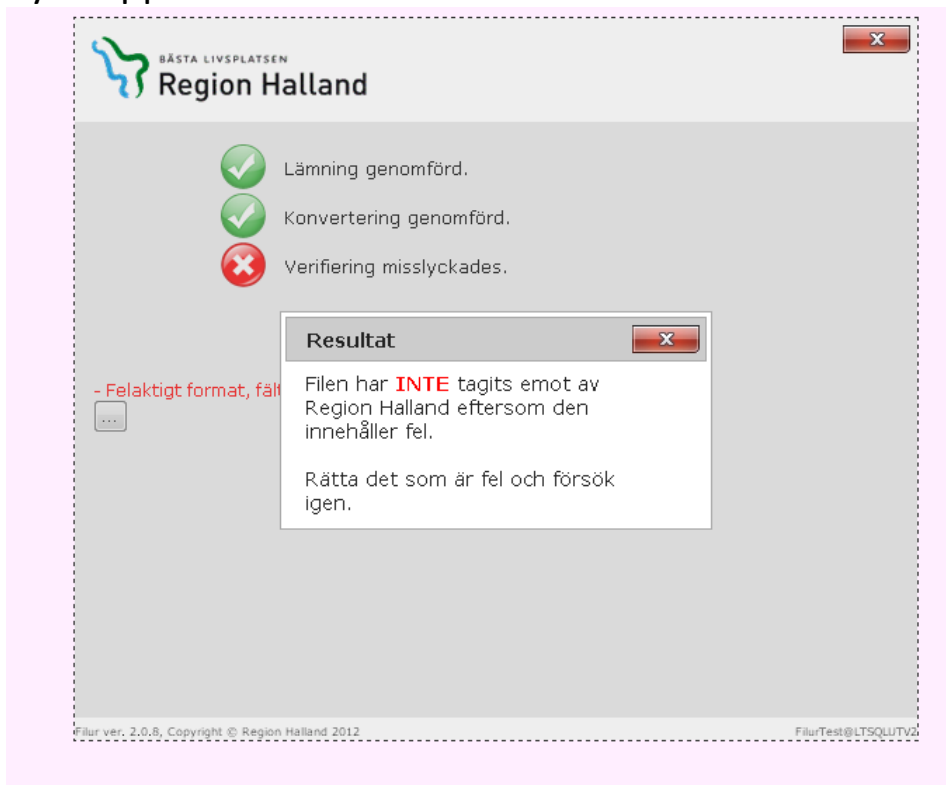 BÄSTA LIVSPLATSEN
Region Halland
x
Lämning genomförd.
Konvertering genomförd.
Verifiering misslyckades.
Resultat
x
- Felaktigt format, fält
...
Filen har INTE tagits emot av
Region Halland eftersom den
innehåller fel.
Rätta det som är fel och försök
igen.
Filur ver. 2.0.8, Copyright © Region Halland 2012
FilurTest@LTSQLUTV2